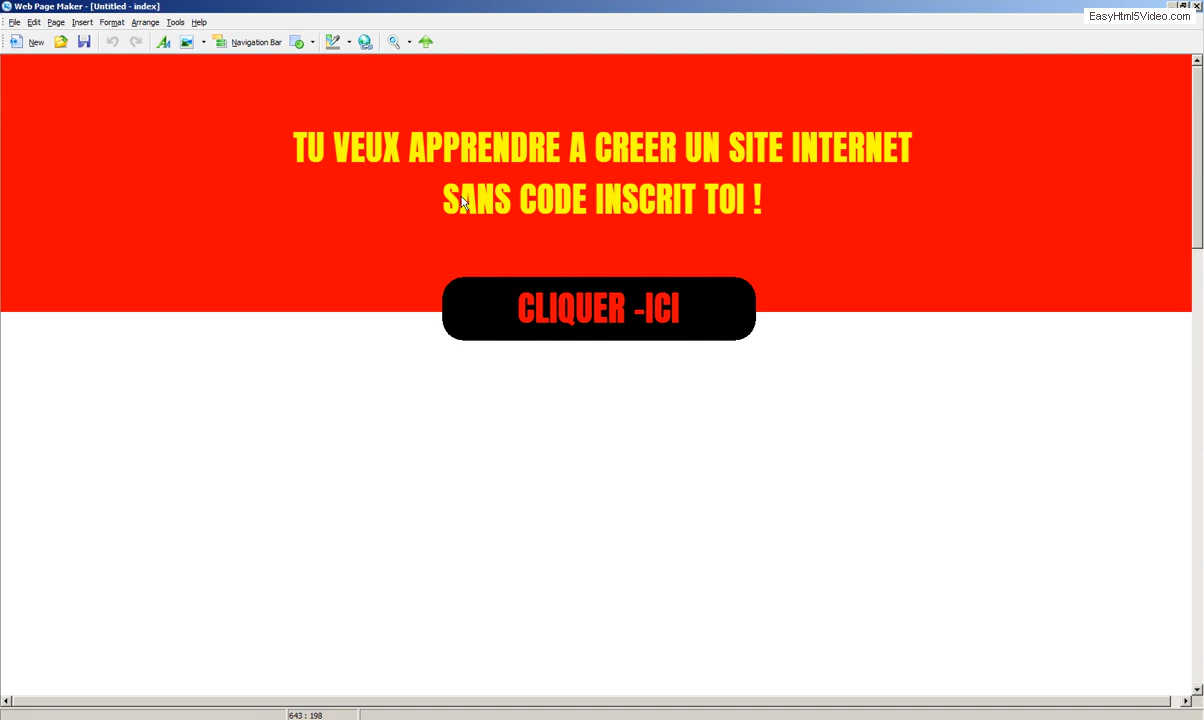 Web Page Maker - [Untitled - index]
EasyHtml5Video.com
File Edit Page Insert Format Arrange Tools Help
New Navigation Bar
TU VEUX APPRENDRE A CREER UN SITE INTERNET
SANS CODE INSCRIT TOI !
CLIQUER -ICI
643 : 198